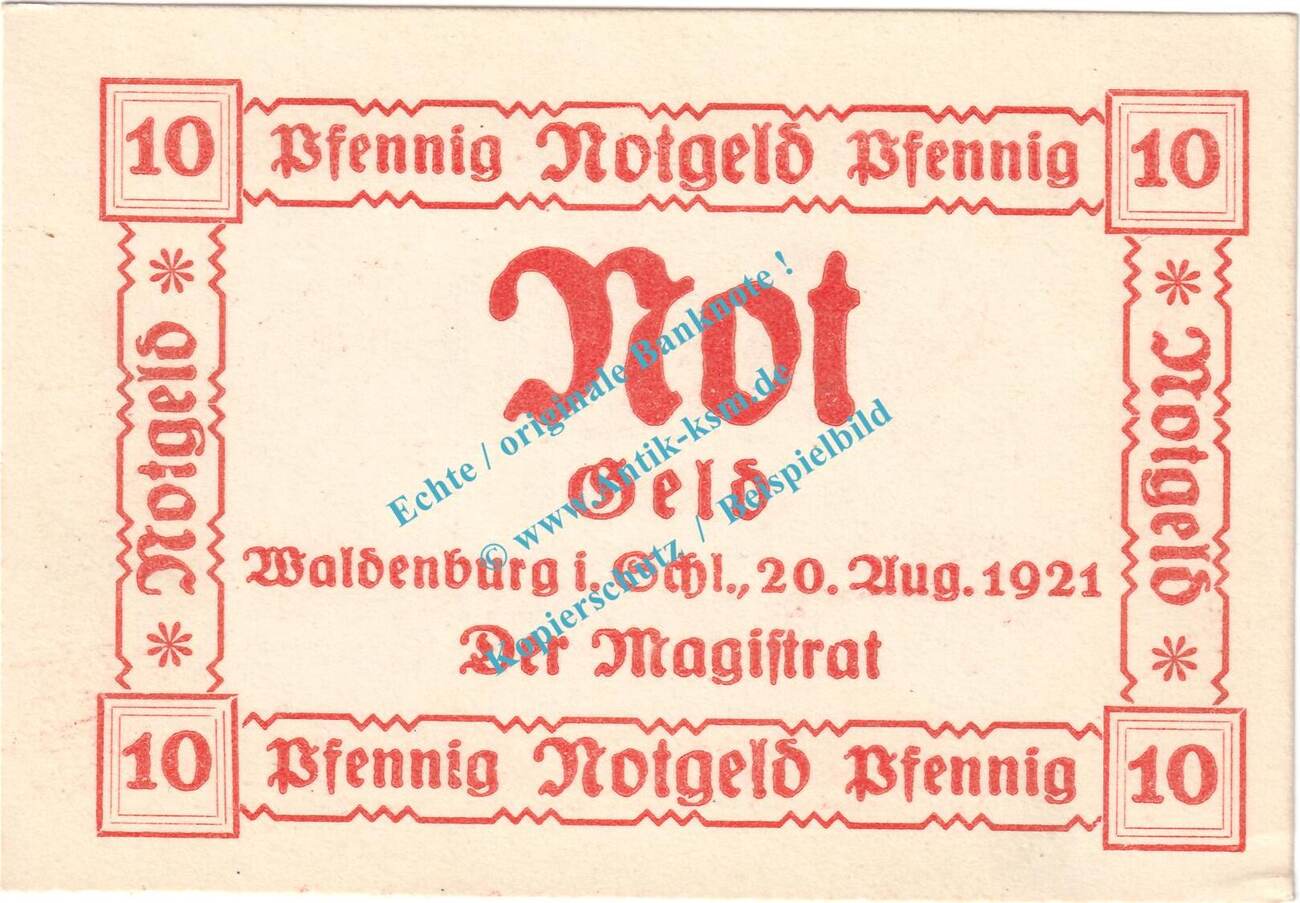 10 Pfennig Notgeld Pfennig 10
Notgeld
Not
Geld
Waldenburg i. Schl., 20. Aug. 1921
Der Magistrat
Notgeld
10 Pfennig Notgeld Pfennig 10
Echte / originale Banknote !
© www.Antik-ksm.de
Kopierschutz / Beispielbild